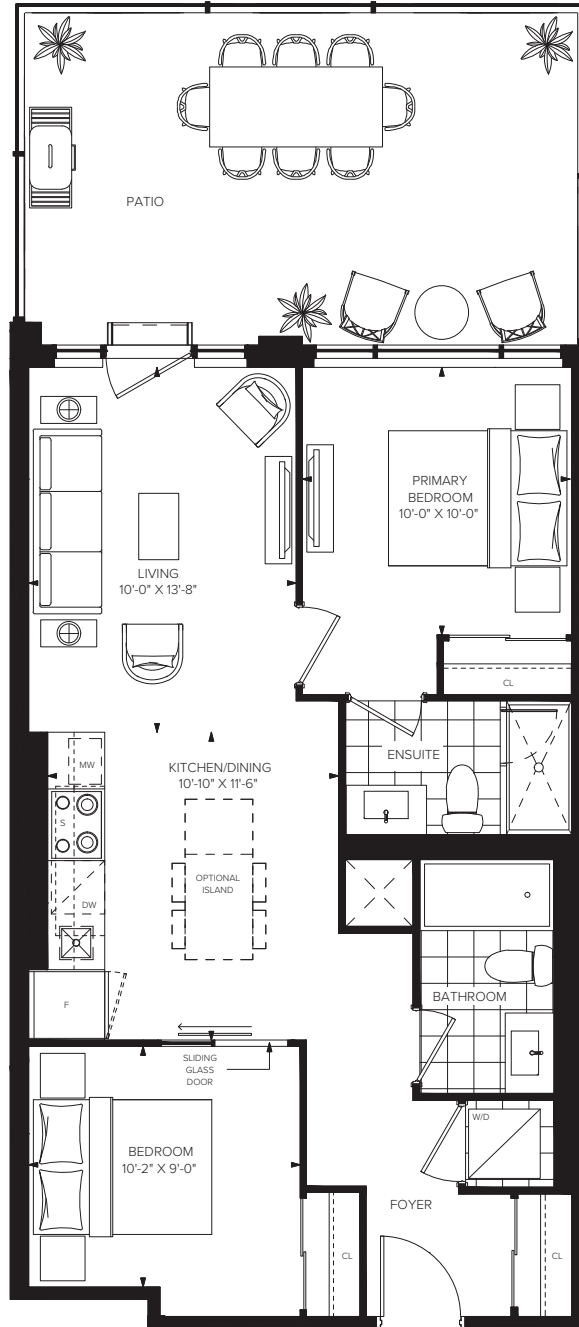 PATIO
PRIMARY
BEDROOM
10'-0" X 10'-0"
LIVING
10'-0" X 13'-8"
CL
ENSUITE
MW
KITCHEN/DINING
10'-10" X 11'-6"
S
OPTIONAL
ISLAND
DW
BATHROOM
F
SLIDING
GLASS
DOOR
W/D
BEDROOM
10'-2" X 9'-0"
FOYER
CL
CL